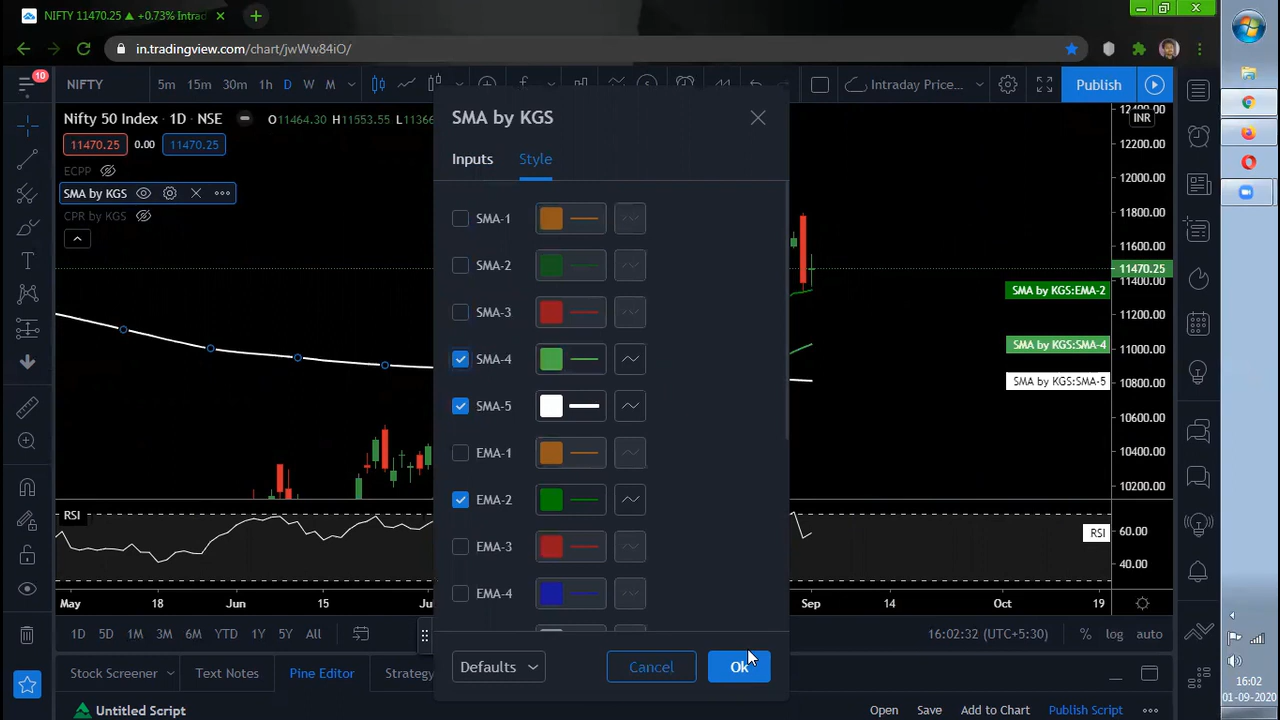 NIFTY 11470.25 ▲ +0.73% Intrad
in.tradingview.com/chart/jwWw84iO/
10
NIFTY 5m 15m 30m 1h D W M Intraday Price... Publish
Nifty 50 Index · 1D · NSE O11464.30 H11553.55 L11366
11470.25 0.00 11470.25
ECPP
SMA by KGS
CPR by KGS
SMA by KGS
Inputs Style
SMA-1
SMA-2
SMA-3
SMA-4
SMA-5
EMA-1
EMA-2
EMA-3
EMA-4
Defaults Cancel Ok
12400.00
INR
12200.00
12000.00
11800.00
11600.00
11470.25
SMA by KGS:EMA-2
SMA by KGS:SMA-4 11000.00
SMA by KGS:SMA-5 10800.00
10600.00
10400.00
10200.00
RSI
RSI 60.00
40.00
May 18 Jun 15 Sep 14 Oct 19
1D 5D 1M 3M 6M YTD 1Y 5Y All 16:02:32 (UTC+5:30) % log auto
Stock Screener Text Notes Pine Editor Strategy
Untitled Script Open Save Add to Chart Publish Script
16:02
01-09-2020